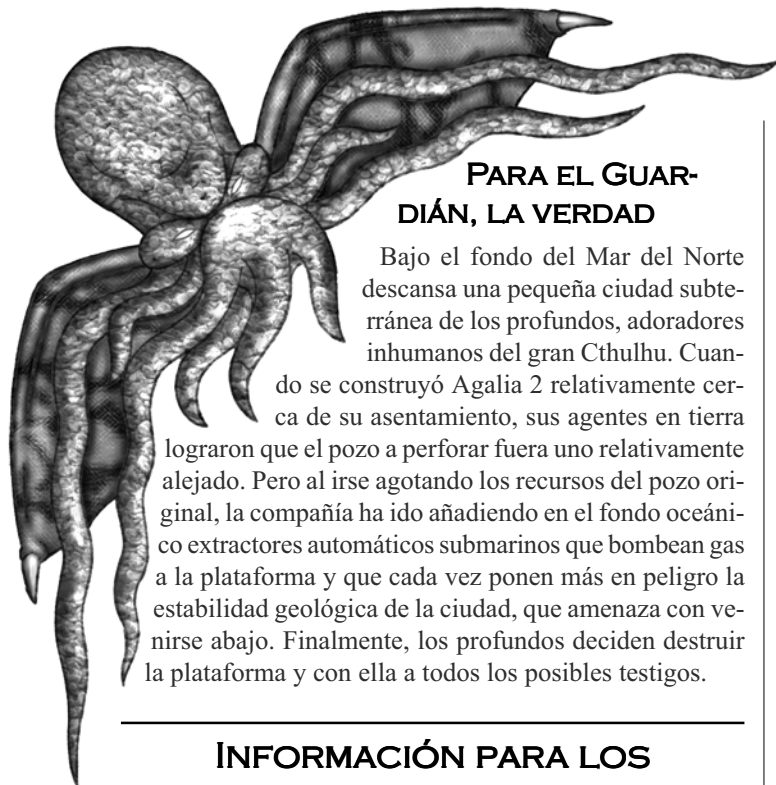 Para el Guar-
dián, la verdad
Bajo el fondo del Mar del Norte
descansa una pequeña ciudad subte-
rránea de los profundos, adoradores
inhumanos del gran Cthulhu. Cuan-
do se construyó Agalia 2 relativamente cer-
ca de su asentamiento, sus agentes en tierra
lograron que el pozo a perforar fuera uno relativamente
alejado. Pero al irse agotando los recursos del pozo ori-
ginal, la compañía ha ido añadiendo en el fondo oceáni-
co extractores automáticos submarinos que bombean gas
a la plataforma y que cada vez ponen más en peligro la
estabilidad geológica de la ciudad, que amenaza con ve-
nirse abajo. Finalmente, los profundos deciden destruir
la plataforma y con ella a todos los posibles testigos.
Información para los